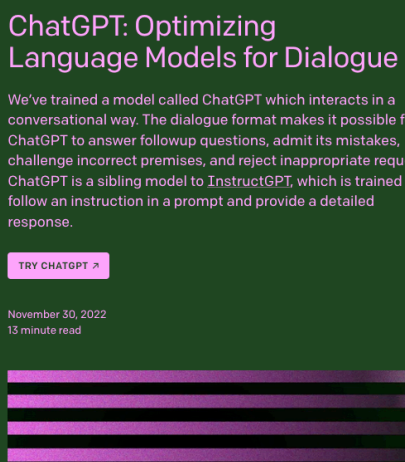 ChatGPT: Optimizing
Language Models for Dialogue
We've trained a model called ChatGPT which interacts in a
conversational way. The dialogue format makes it possible
ChatGPT to answer followup questions, admit its mistakes,
challenge incorrect premises, and reject inappropriate
ChatGPT is a sibling model to InstructGPT, which is trained
follow an instruction in a prompt and provide a detailed
response.
TRY CHATGPT ↗
November 30, 2022
13 minute read